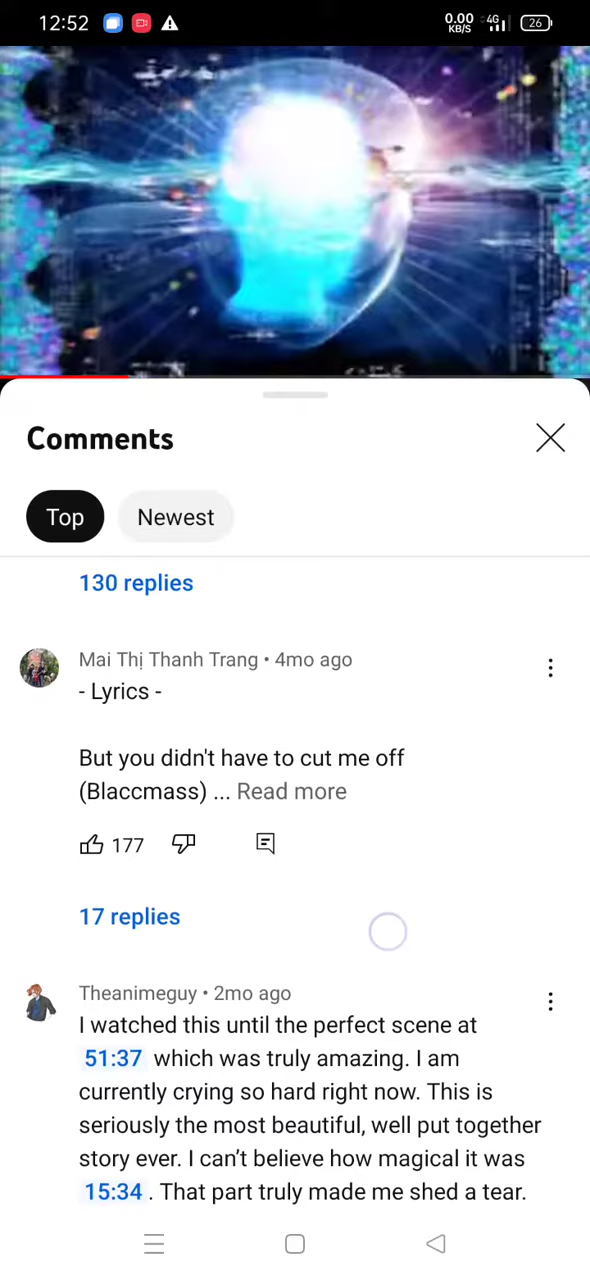 12:52
0.00 KB/S 4G 26
Comments
Top Newest
130 replies
Mai Thị Thanh Trang • 4mo ago
- Lyrics -
But you didn't have to cut me off
(Blaccmass) ... Read more
177
17 replies
Theanimeguy • 2mo ago
I watched this until the perfect scene at
51:37 which was truly amazing. I am
currently crying so hard right now. This is
seriously the most beautiful, well put together
story ever. I can’t believe how magical it was
15:34 . That part truly made me shed a tear.